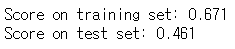 Score on training set: 0.671
Score on test set: 0.461